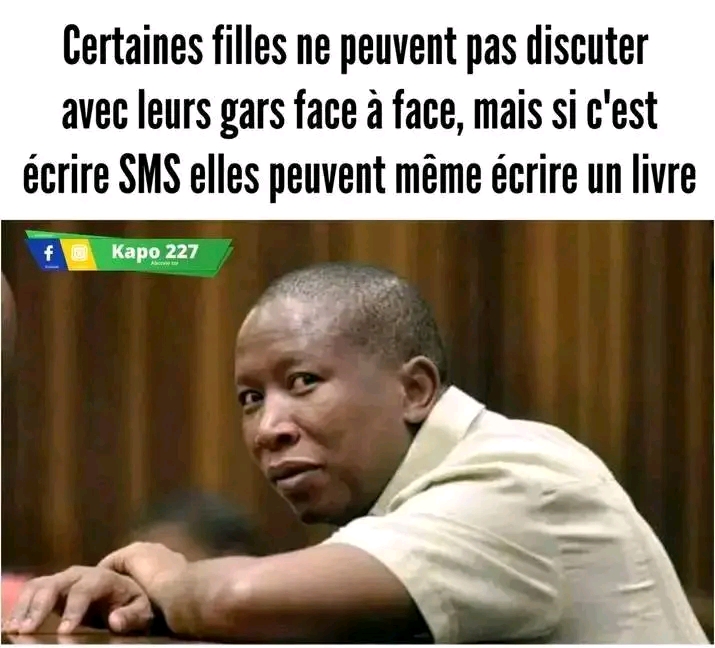 Certaines filles ne peuvent pas discuter
avec leurs gars face à face, mais si c'est
écrire SMS elles peuvent même écrire un livre
f
Kapo 227